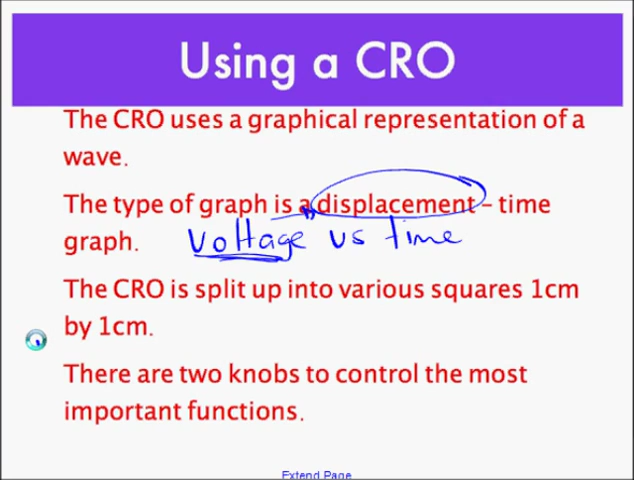 Using a CRO
The CRO uses a graphical representation of a
wave.
The type of graph is a displacement - time
graph.
voltage vs time
The CRO is split up into various squares 1cm
by 1cm.
There are two knobs to control the most
important functions.
Extend Page